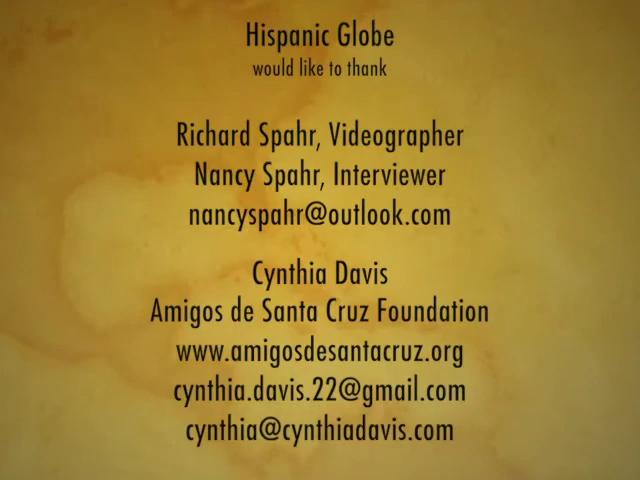 Hispanic Globe
would like to thank
Richard Spahr, Videographer
Nancy Spahr, Interviewer
nancyspahr@outlook.com
Cynthia Davis
Amigos de Santa Cruz Foundation
www.amigosdesantacruz.org
cynthia.davis.22@gmail.com
cynthia@cynthiadavis.com